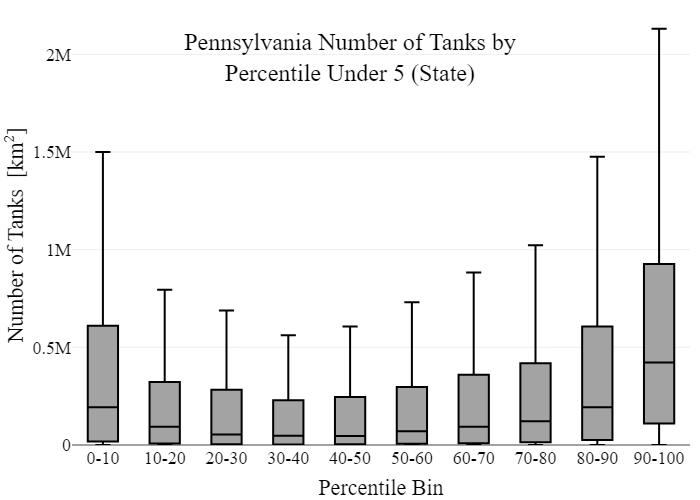 Pennsylvania Number of Tanks by
Percentile Under 5 (State)
2M
1.5M
1M
0.5M
0
Number of Tanks [km²]
0-10 10-20 20-30 30-40 40-50 50-60 60-70 70-80 80-90 90-100
Percentile Bin